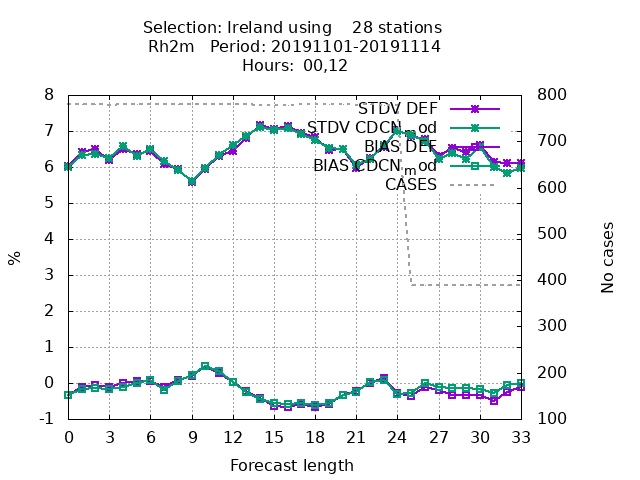 Selection: Ireland using 28 stations
Rh2m Period: 20191101-20191114
Hours: 00,12
STDV DEF
STDV CDCN_mod
BIAS DEF
BIAS CDCN_mod
CASES
8
7
6
5
4
3
2
1
0
-1
%
800
700
600
500
400
300
200
100
No cases
0 3 6 9 12 15 18 21 24 27 30 33
Forecast length